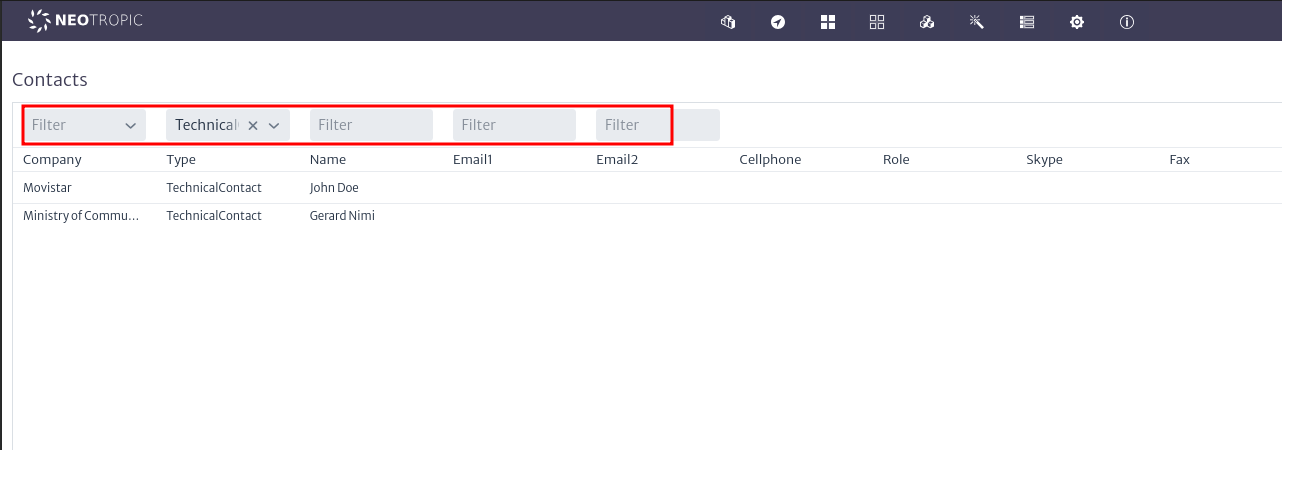 NEOTROPIC
Contacts
Filter Technical Filter Filter Filter
Company Type Name Email1 Email2 Cellphone Role Skype Fax
Movistar TechnicalContact John Doe
Ministry of Commu... TechnicalContact Gerard Nimi